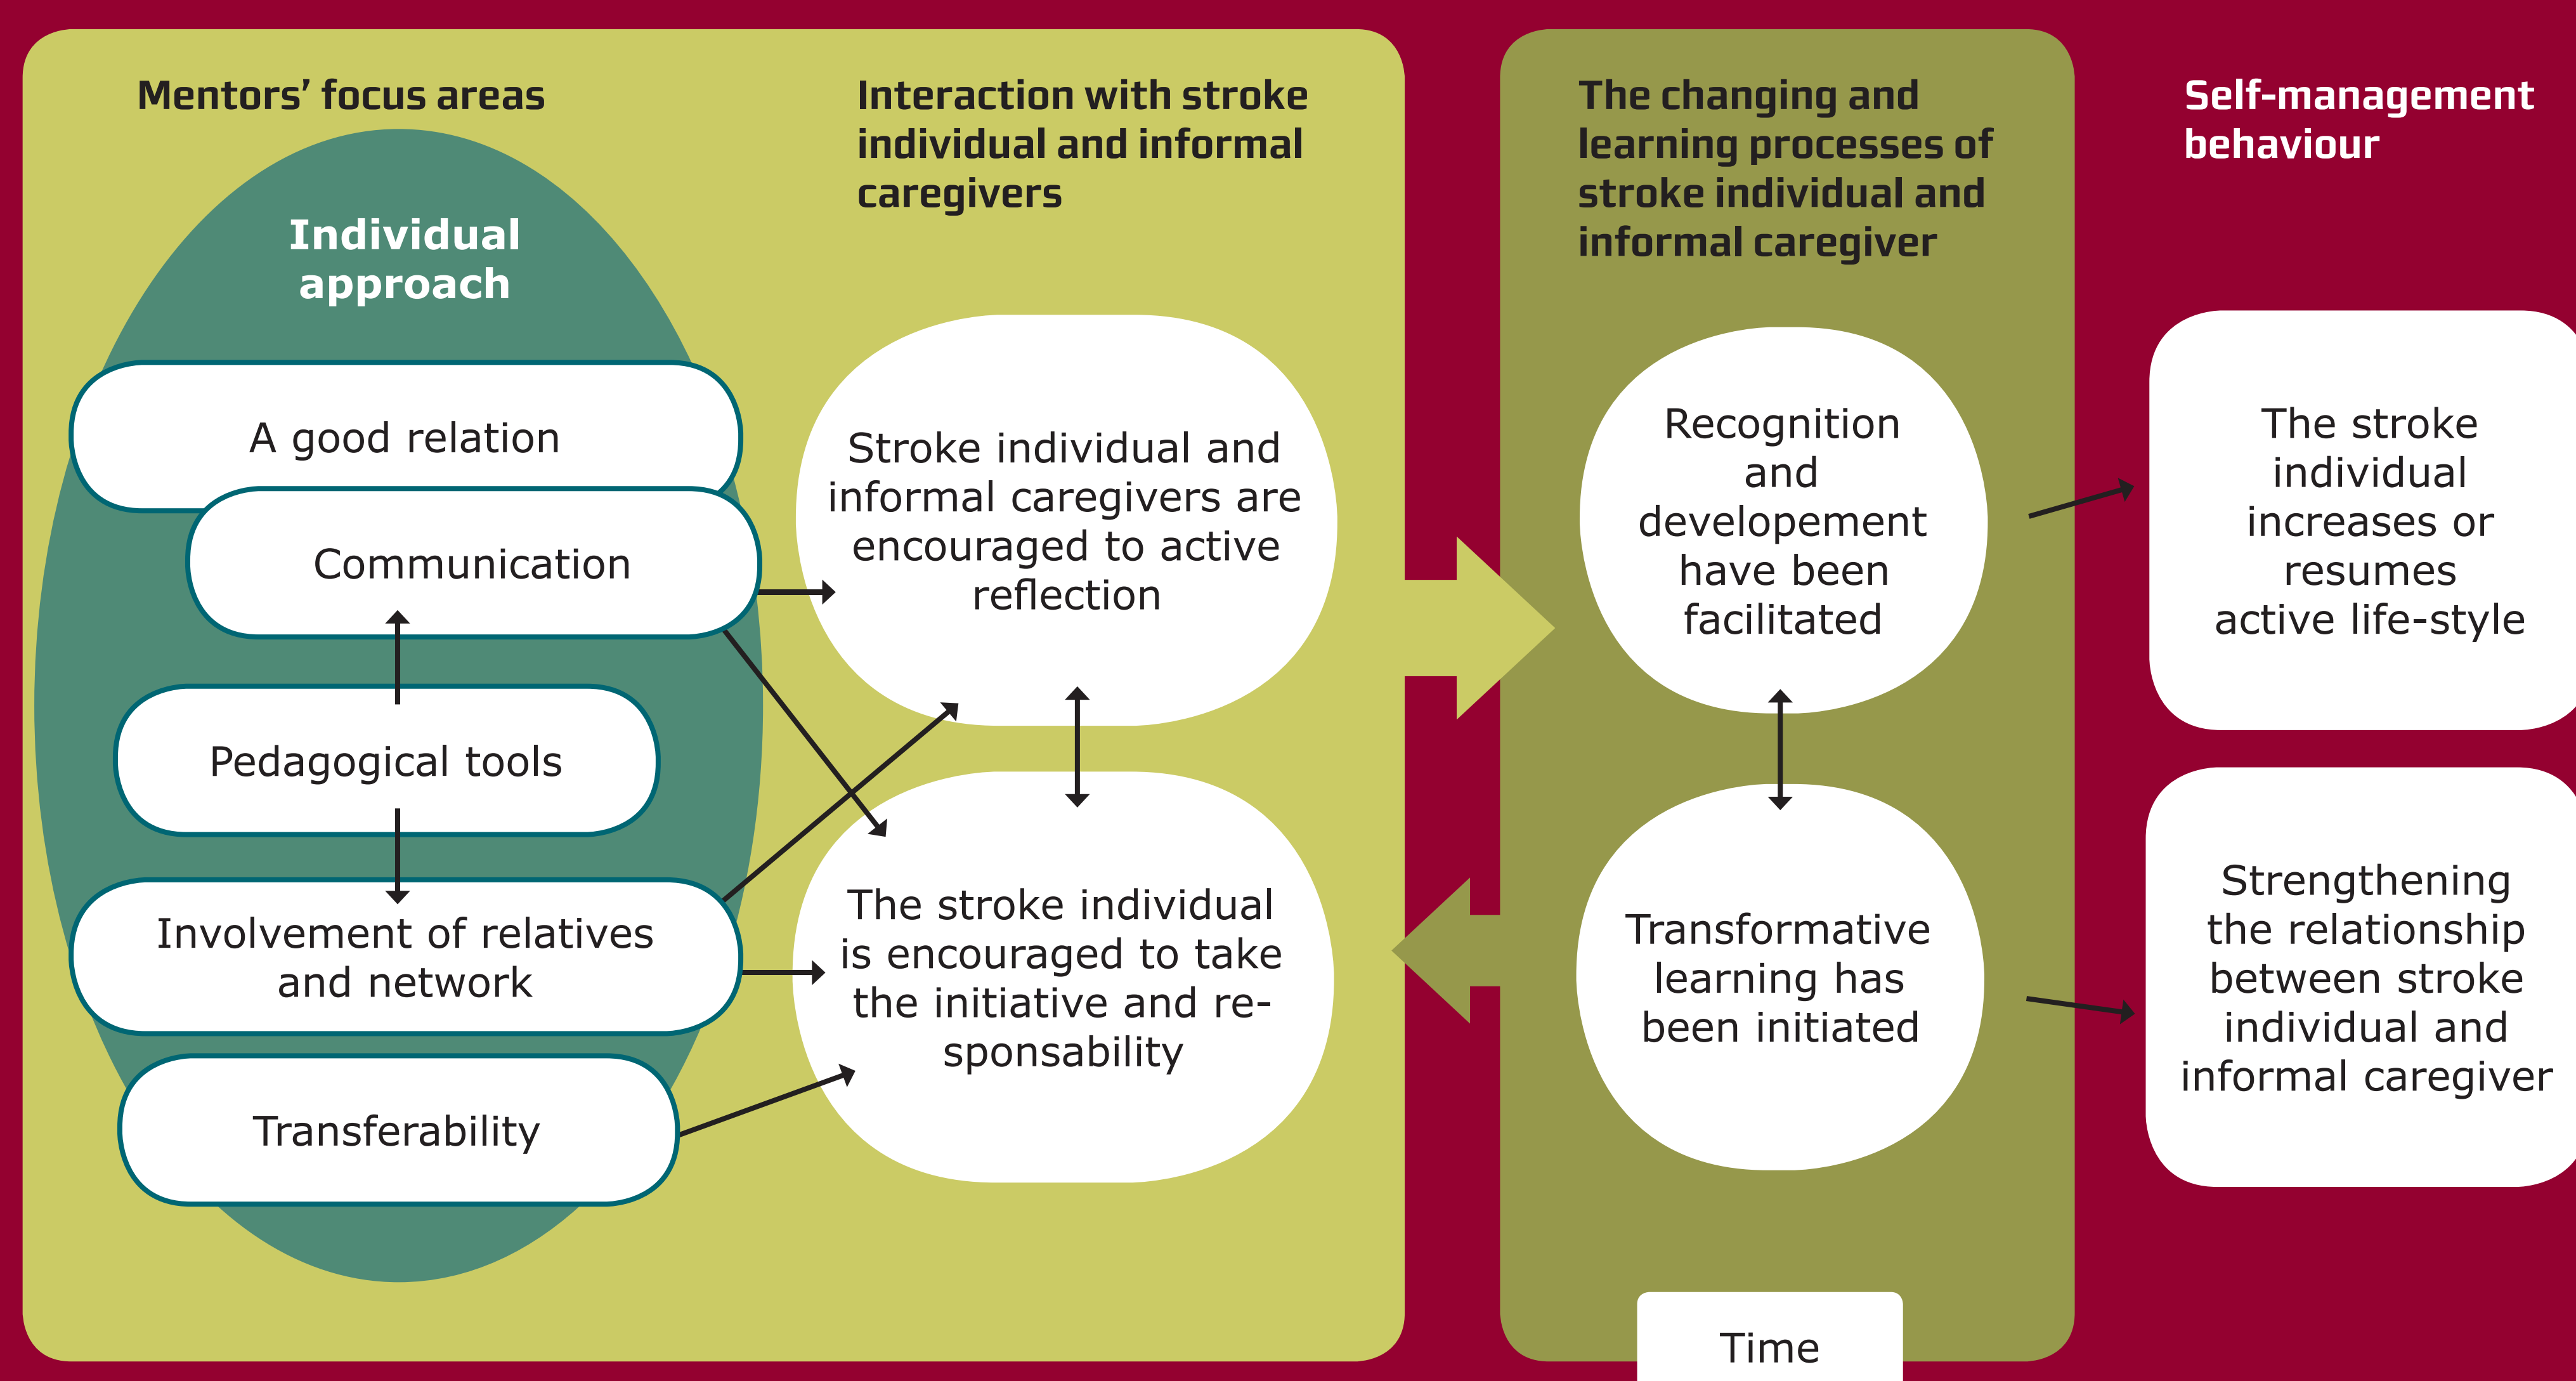 Mentors’ focus areas
Individual
approach
A good relation
Communication
Pedagogical tools
Involvement of relatives
and network
Transferability
Interaction with stroke
individual and informal
caregivers
Stroke individual and
informal caregivers are
encouraged to active
reflection
The stroke individual
is encouraged to take
the initiative and re-
sponsability
The changing and
learning processes of
stroke individual and
informal caregiver
Recognition
and
developement
have been
facilitated
Transformative
learning has
been initiated
Time
Self-management
behaviour
The stroke
individual
increases or
resumes
active life-style
Strengthening
the relationship
between stroke
individual and
informal caregiver